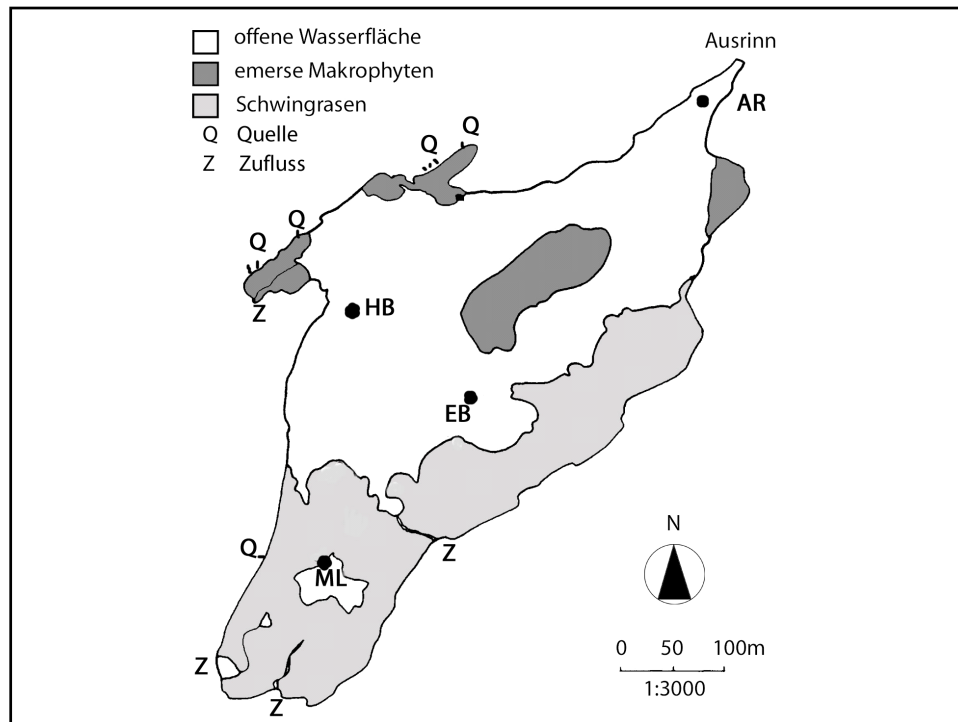 offene Wasserfläche
emerse Makrophyten
Schwingrasen
Q Quelle
Z Zufluss
Ausrinn
AR
Q
Q
Q
Q
Z
HB
EB
Q
ML
Z
Z
Z
N
0 50 100m
1:3000